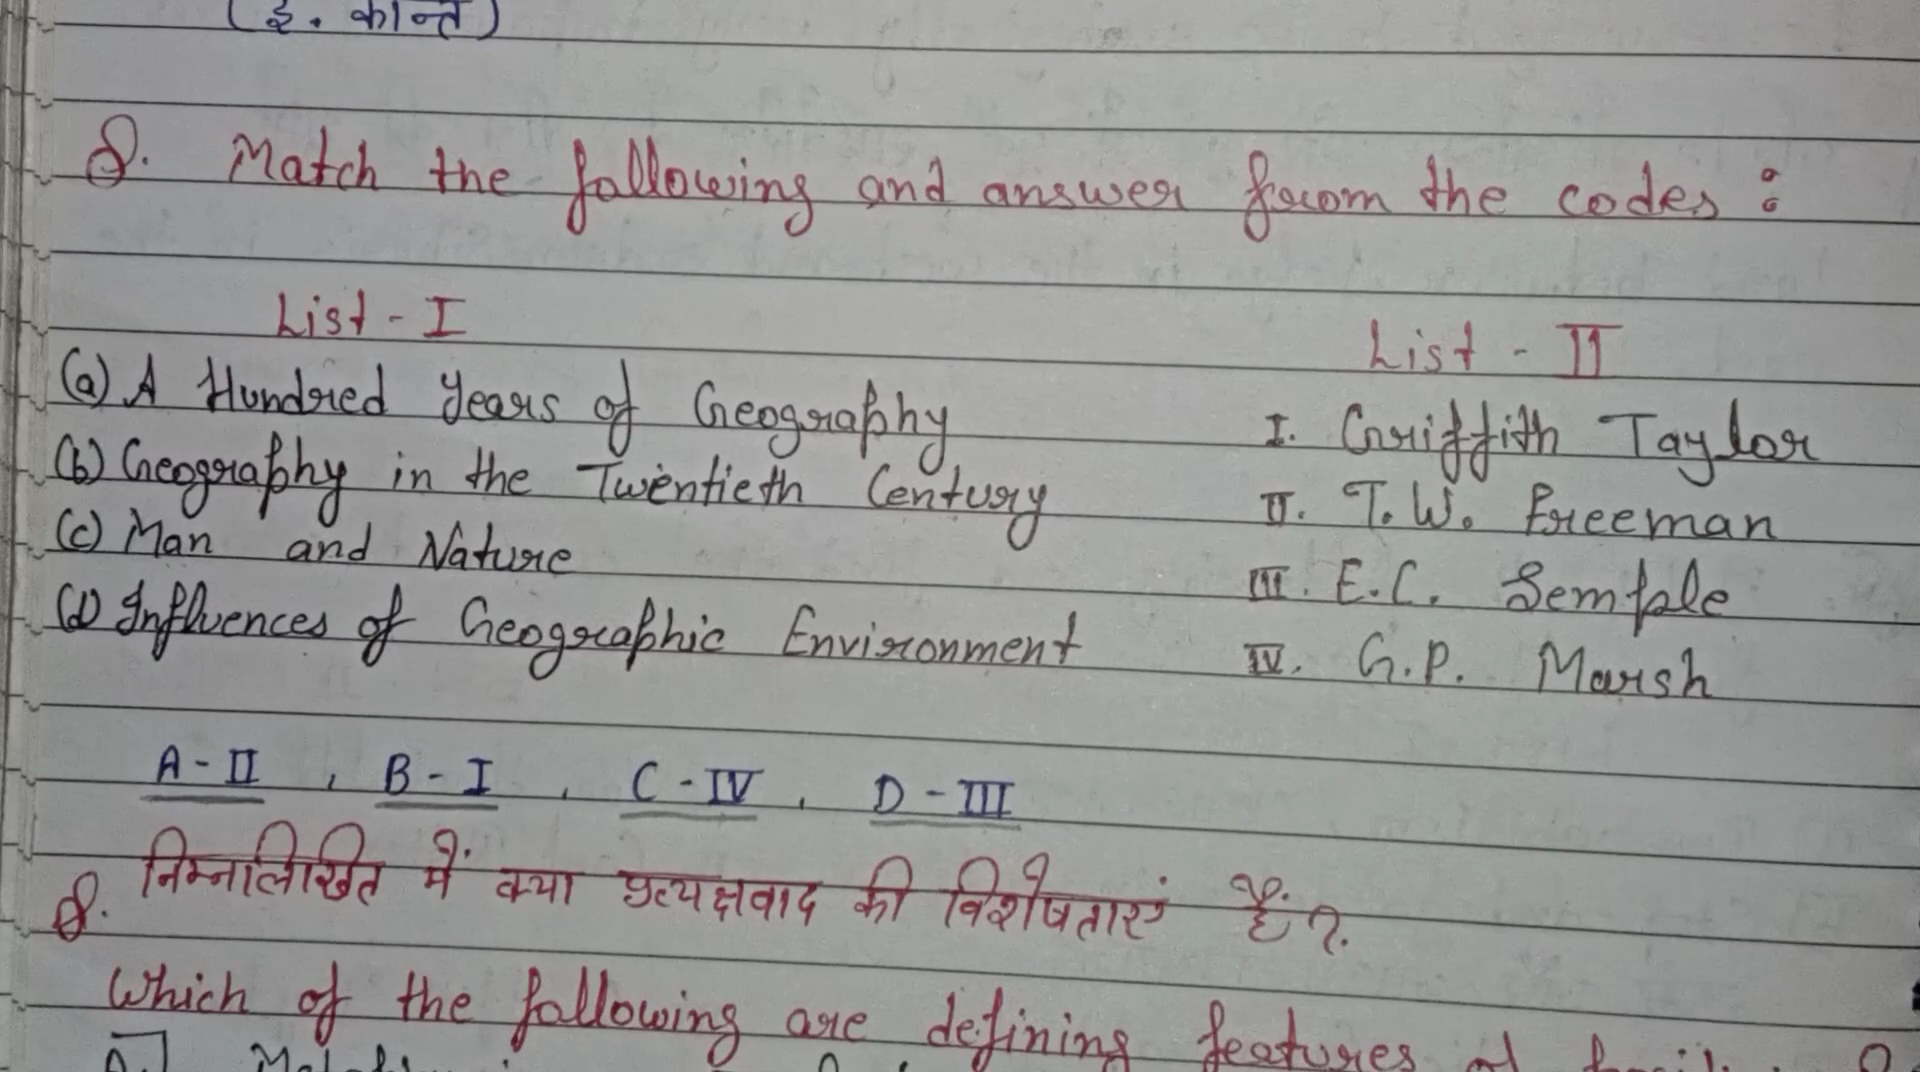 (इ. कान्त)
Q. Match the following and answer from the codes :
List - I
List - II
(a) A Hundred Years of Geography
I. Griffith Taylor
(b) Geography in the Twentieth Century
II. T.W. Freeman
(c) Man and Nature
III. E.C. Semple
(d) Influences of Geographic Environment
IV. G.P. Marsh
A - II , B - I , C - IV , D - III
Q. निम्नलिखित में क्या प्रत्यक्षवाद की विशेषताएं हैं ?
Which of the following are defining features of